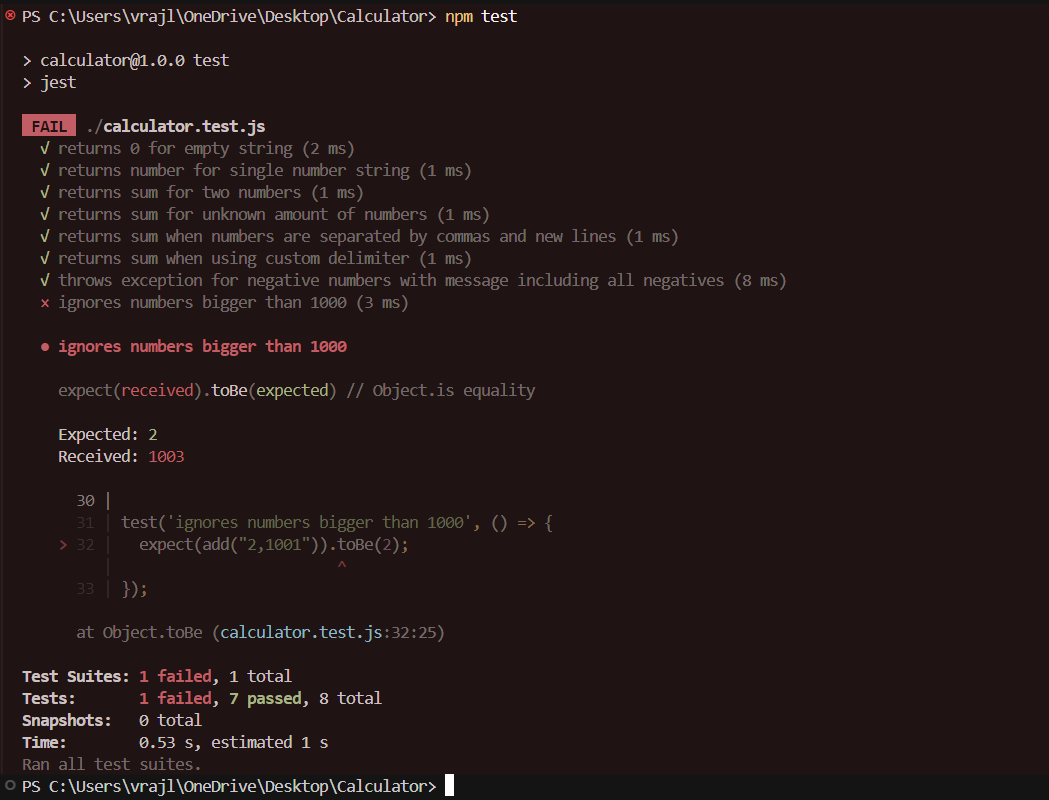 PS C:\Users\vrajl\OneDrive\Desktop\Calculator> npm test
> calculator@1.0.0 test
> jest
FAIL ./calculator.test.js
√ returns 0 for empty string (2 ms)
√ returns number for single number string (1 ms)
√ returns sum for two numbers (1 ms)
√ returns sum for unknown amount of numbers (1 ms)
√ returns sum when numbers are separated by commas and new lines (1 ms)
√ returns sum when using custom delimiter (1 ms)
√ throws exception for negative numbers with message including all negatives (8 ms)
× ignores numbers bigger than 1000 (3 ms)
● ignores numbers bigger than 1000
expect(received).toBe(expected) // Object.is equality
Expected: 2
Received: 1003
30 |
31 | test('ignores numbers bigger than 1000', () => {
> 32 |   expect(add("2,1001")).toBe(2);
|                         ^
33 | });
at Object.toBe (calculator.test.js:32:25)
Test Suites: 1 failed, 1 total
Tests: 1 failed, 7 passed, 8 total
Snapshots: 0 total
Time: 0.53 s, estimated 1 s
Ran all test suites.
PS C:\Users\vrajl\OneDrive\Desktop\Calculator>